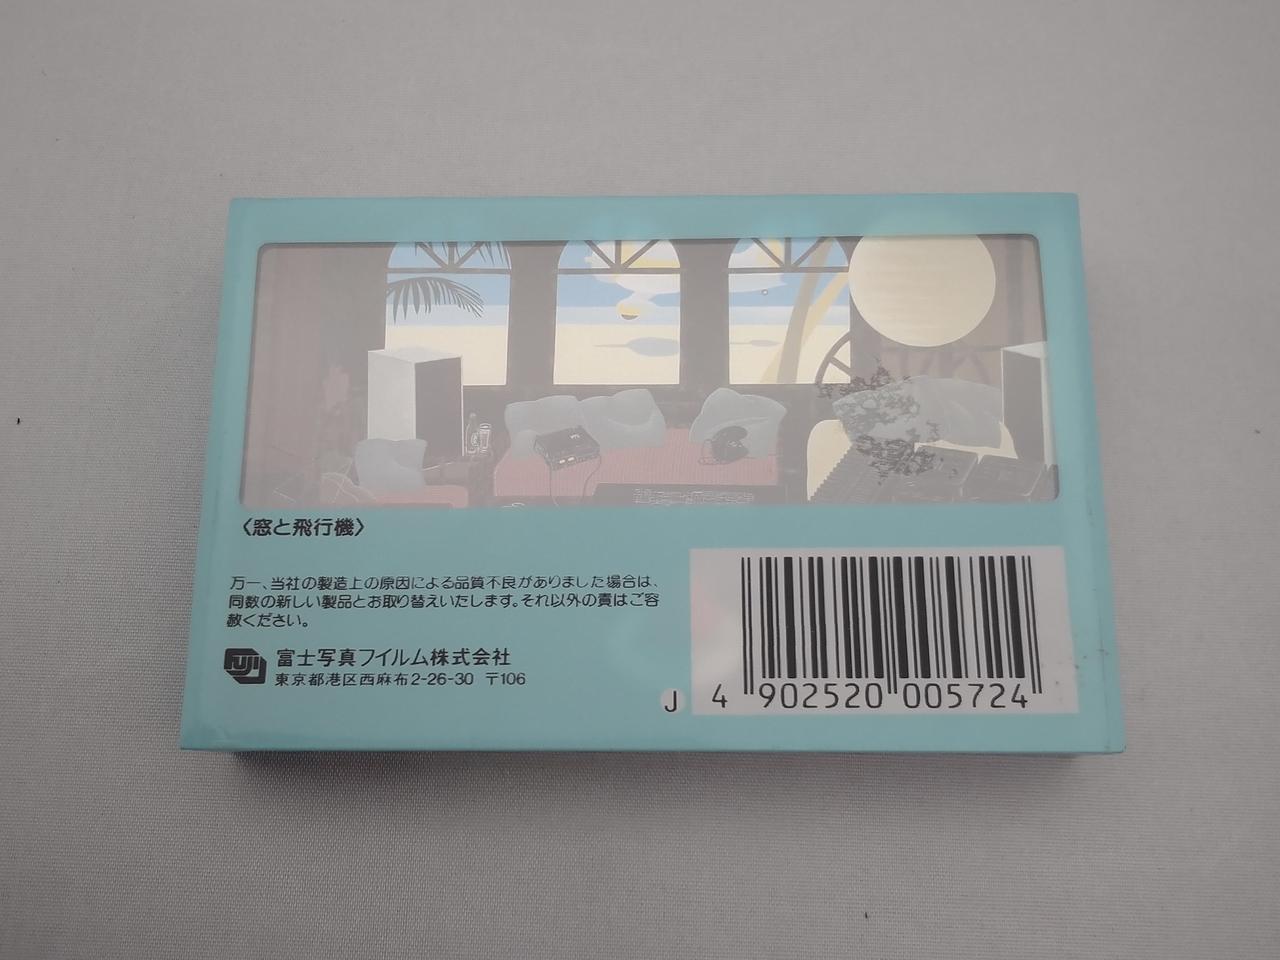 〈窓と飛行機〉
万一、当社の製造上の原因による品質不良がありました場合は、
同数の新しい製品とお取り替えいたします。それ以外の責はご容
赦ください。
FUJI
富士写真フイルム株式会社
東京都港区西麻布2-26-30 〒106
J
4 902520 005724